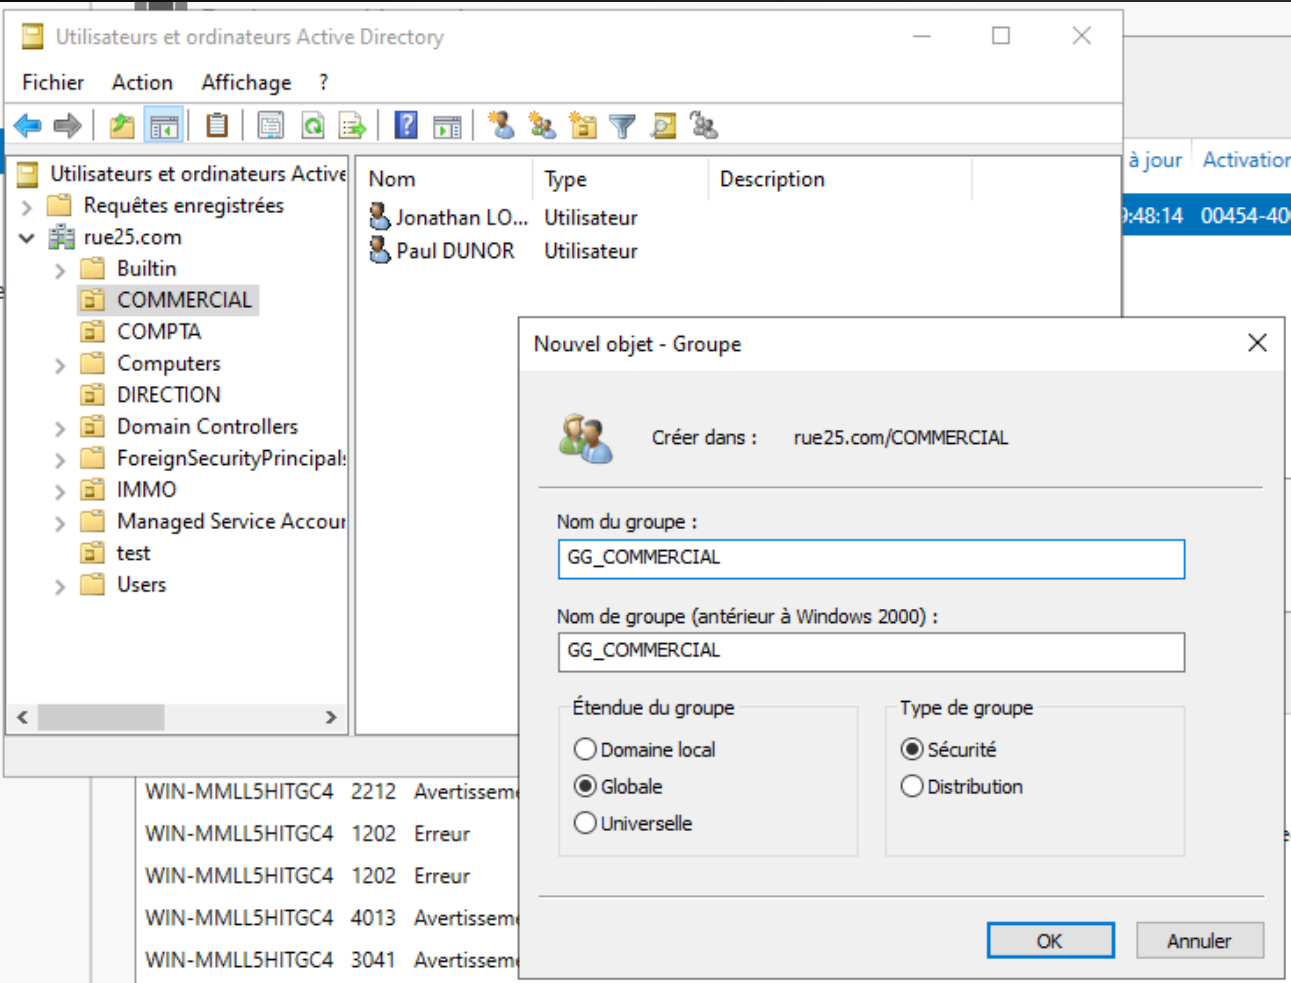 Utilisateurs et ordinateurs Active Directory
Fichier Action Affichage ?
Utilisateurs et ordinateurs Active
Requêtes enregistrées
rue25.com
Builtin
COMMERCIAL
COMPTA
Computers
DIRECTION
Domain Controllers
ForeignSecurityPrincipals
IMMO
Managed Service Accour
test
Users
Nom Type Description
Jonathan LO... Utilisateur
Paul DUNOR Utilisateur
à jour Activation
9:48:14 00454-40
Nouvel objet - Groupe
Créer dans : rue25.com/COMMERCIAL
Nom du groupe :
GG_COMMERCIAL
Nom de groupe (antérieur à Windows 2000) :
GG_COMMERCIAL
Étendue du groupe
Domaine local
Globale
Universelle
Type de groupe
Sécurité
Distribution
OK Annuler
WIN-MMLL5HITGC4 2212 Avertisseme
WIN-MMLL5HITGC4 1202 Erreur
WIN-MMLL5HITGC4 1202 Erreur
WIN-MMLL5HITGC4 4013 Avertisseme
WIN-MMLL5HITGC4 3041 Avertisseme